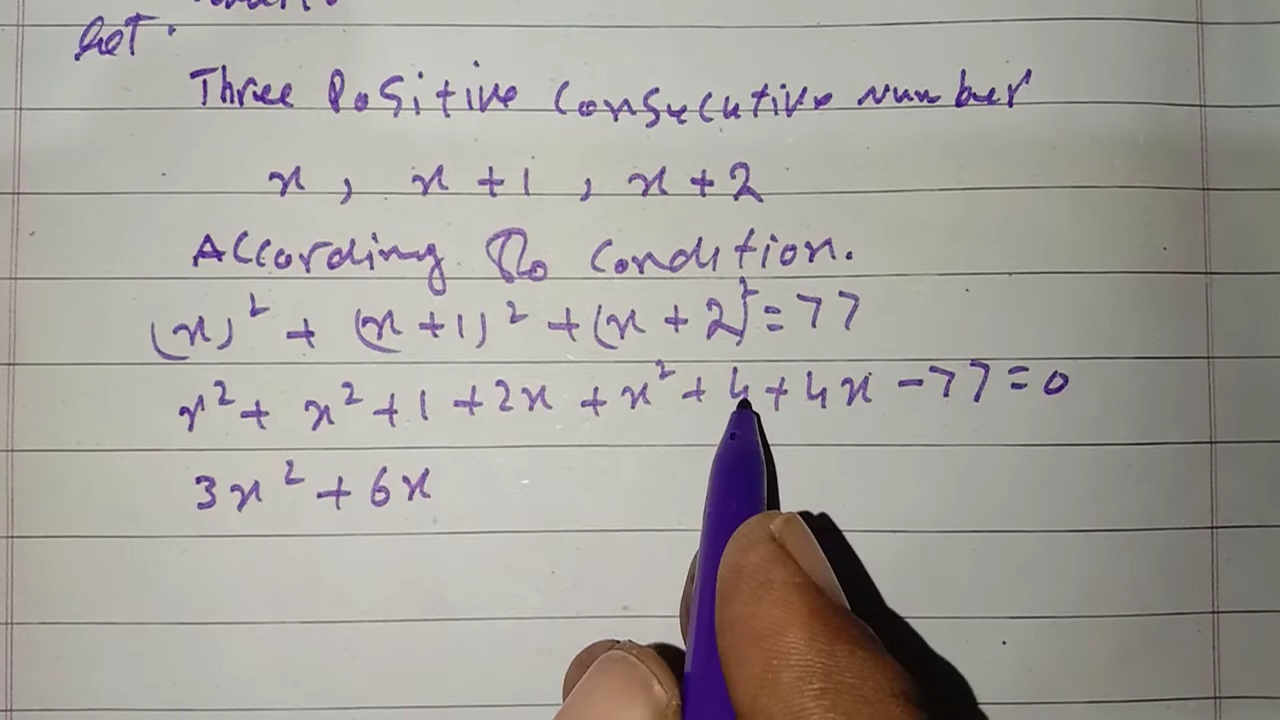 Let.
Three Positive Consecutive number
x, x+1, x+2
According To condition.
(x)² + (x+1)² + (x+2)² = 77
x² + x² + 1 + 2x + x² + 4 + 4x - 77 = 0
3x² + 6x